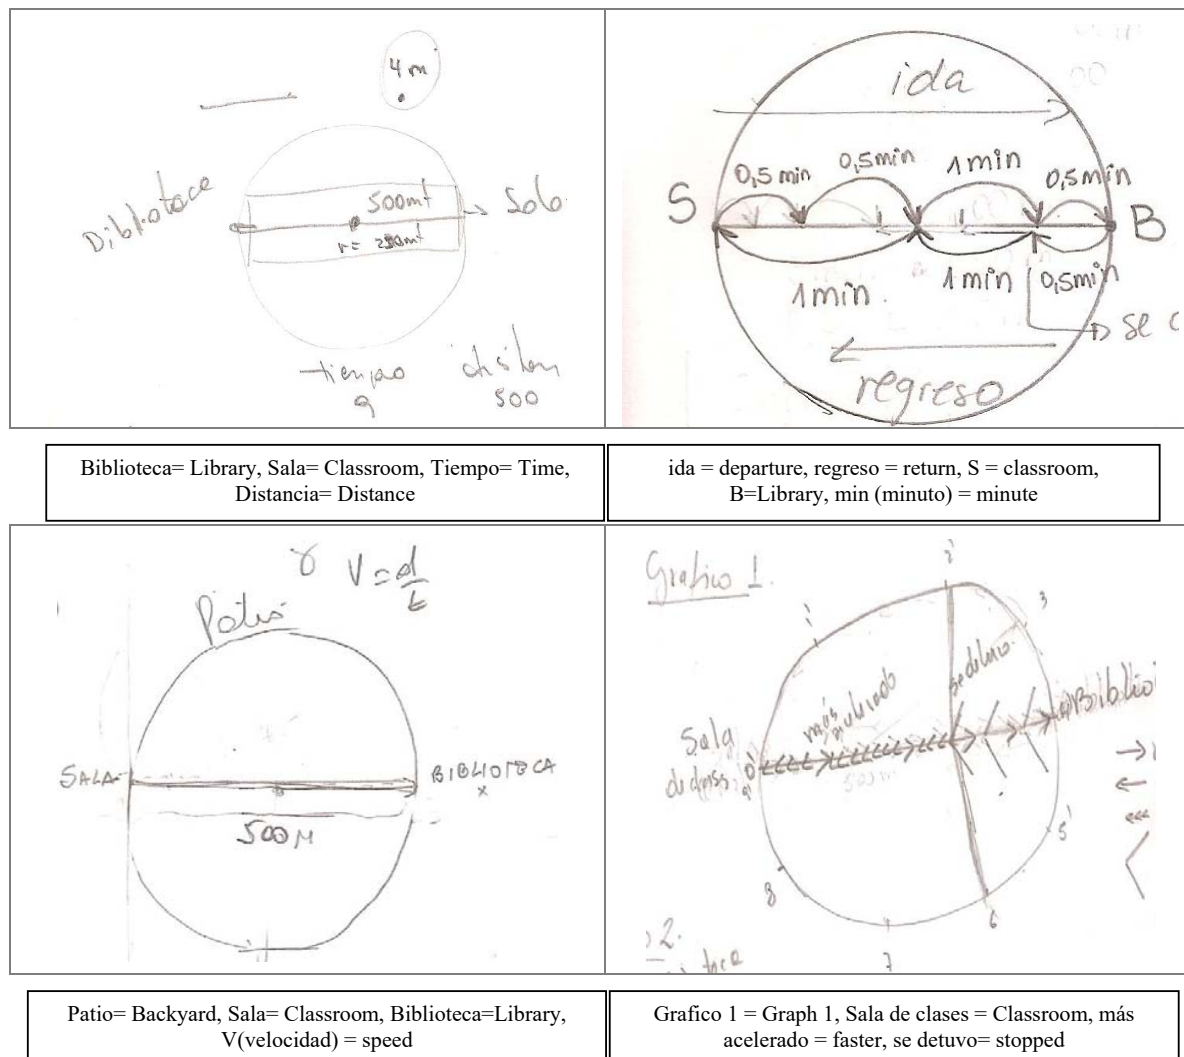 4 m
500mt
Sala
r= 250mt
tiempo
9
500
ida
0,5 min
0,5min
1min
0,5min
S
B
1min.
1min
0,5min
se c
regreso
Biblioteca= Library, Sala= Classroom, Tiempo= Time,
Distancia= Distance
ida = departure, regreso = return, S = classroom,
B=Library, min (minuto) = minute
V = d/t
Patio
SALA
BIBLIOTECA
x
500M
Grafico 1.
1'
2'
3
más
se detuvo
Sala
de clases
0'
9'
500m
Biblio
5'
6
7
8
2.
Patio= Backyard, Sala= Classroom, Biblioteca=Library,
V(velocidad) = speed
Grafico 1 = Graph 1, Sala de clases = Classroom, más
acelerado = faster, se detuvo= stopped